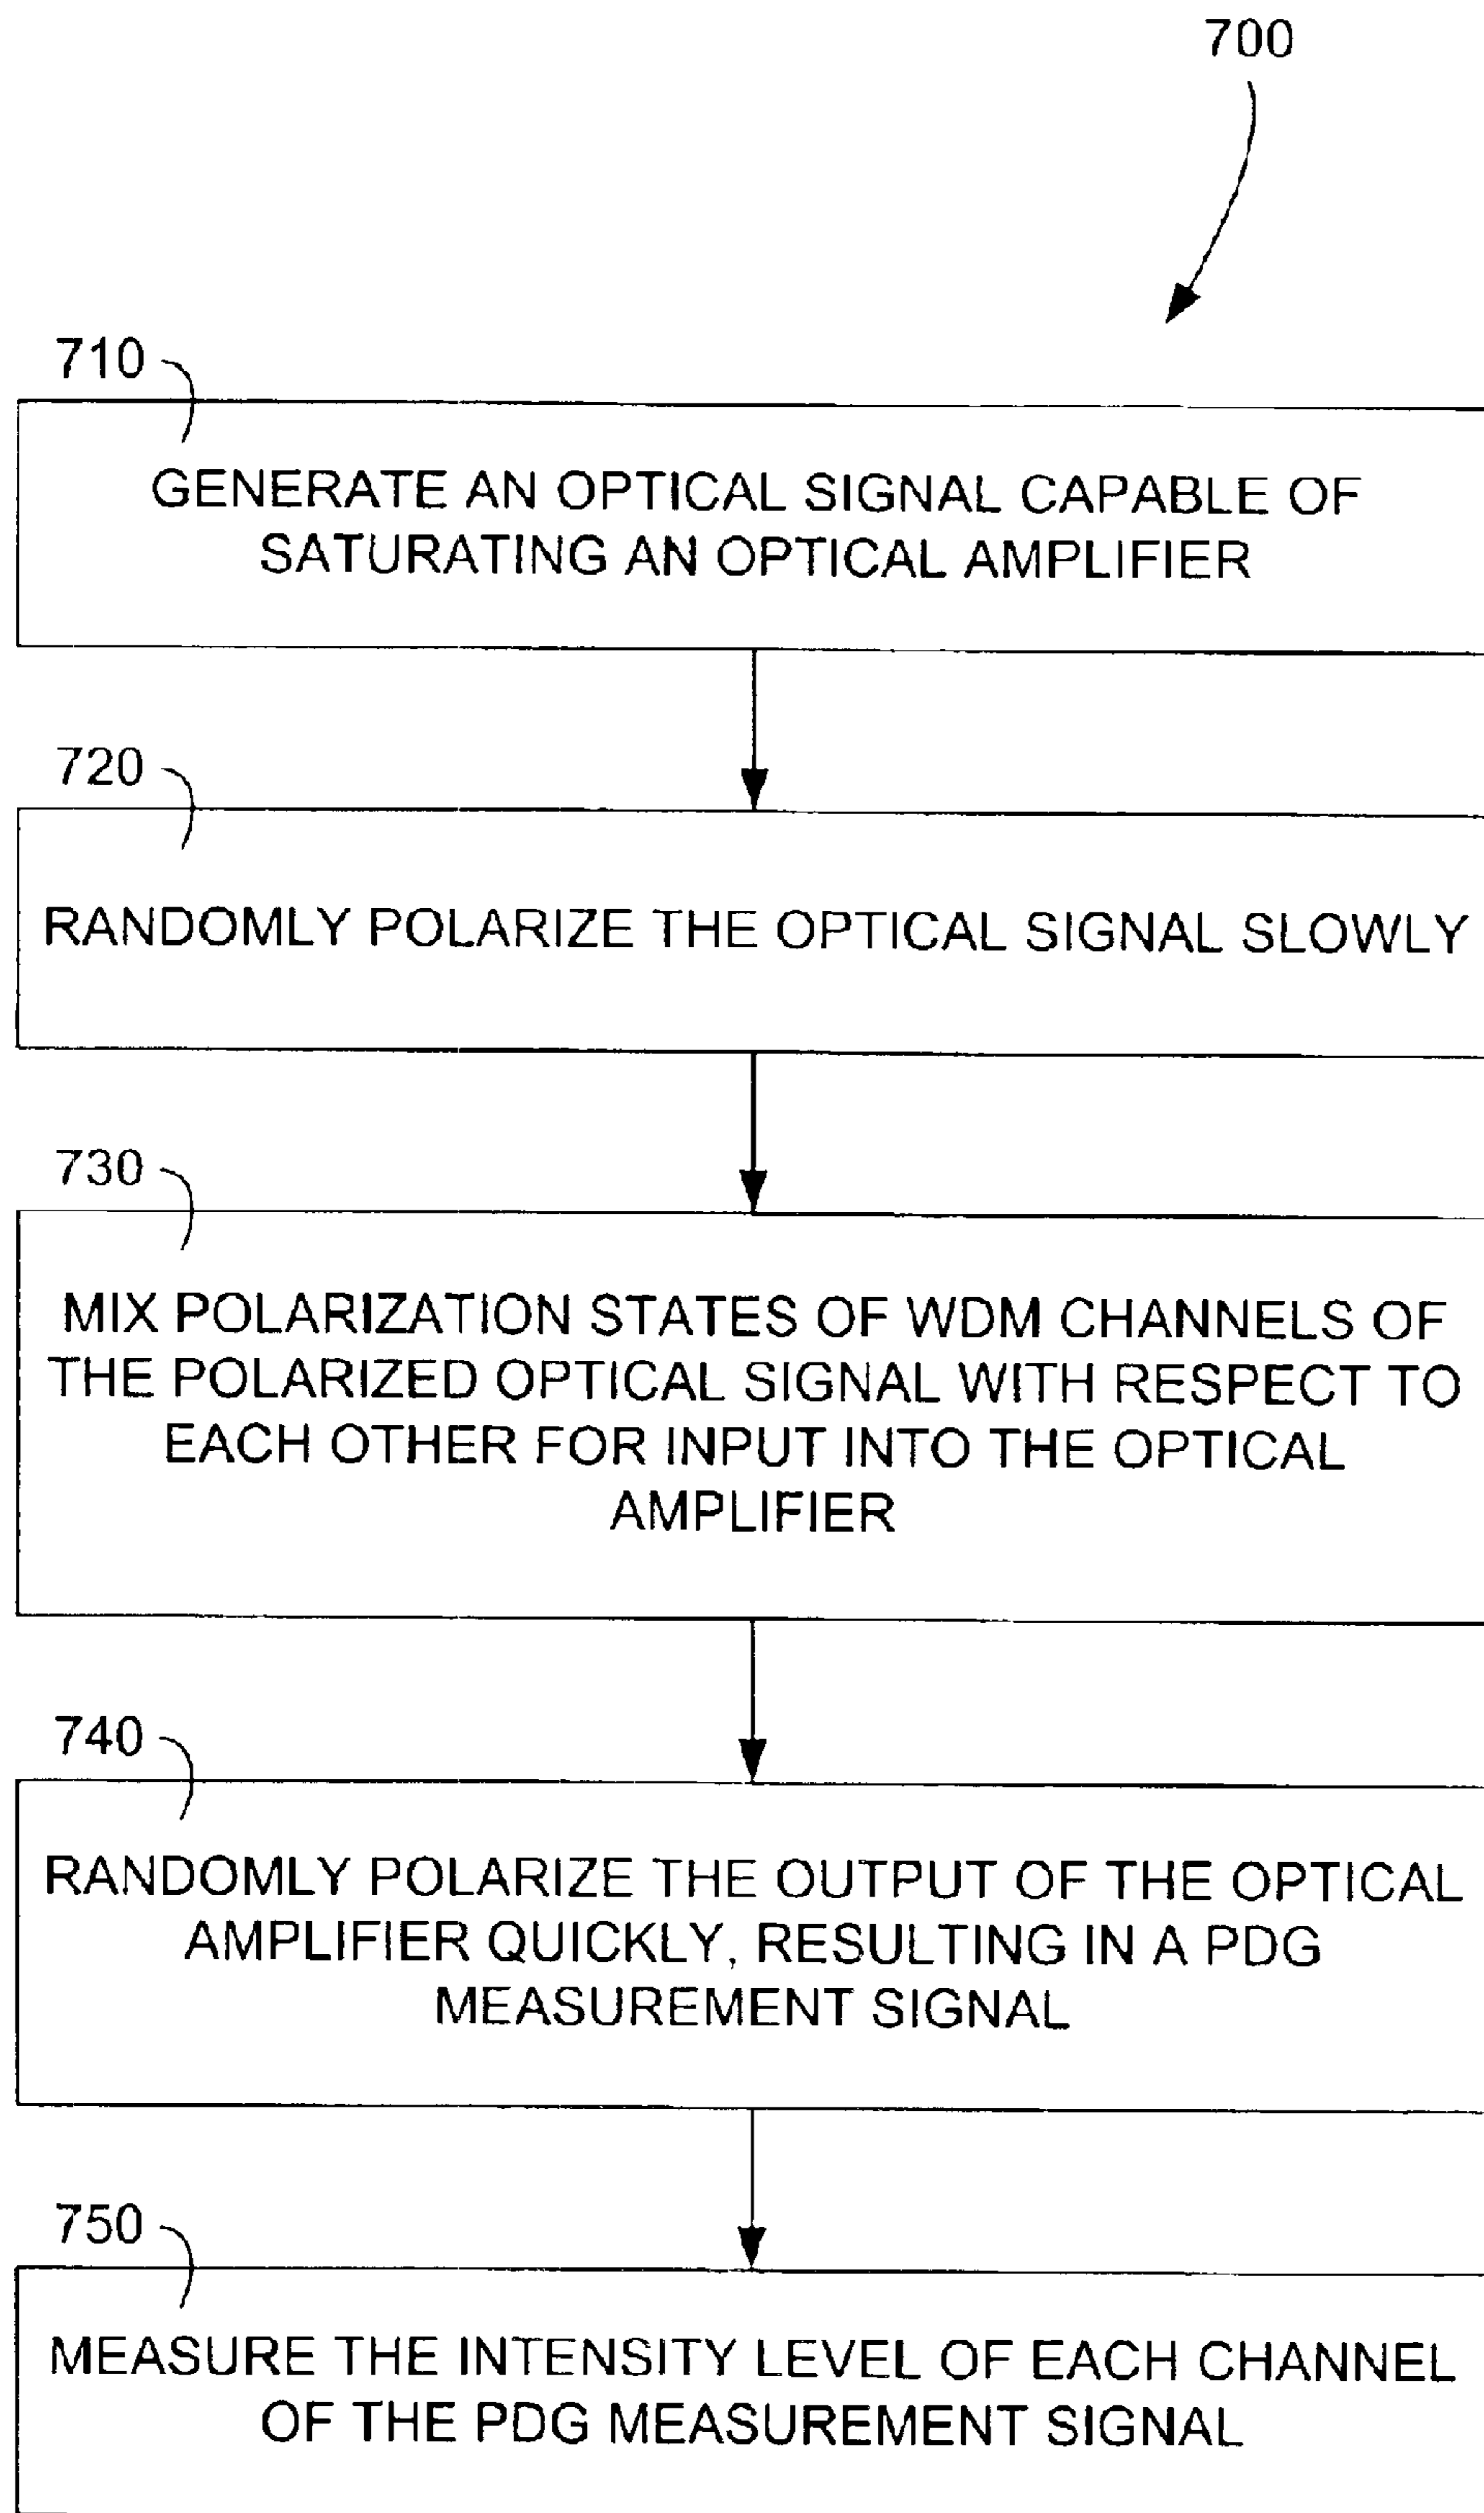 700
710
GENERATE AN OPTICAL SIGNAL CAPABLE OF
SATURATING AN OPTICAL AMPLIFIER
720
RANDOMLY POLARIZE THE OPTICAL SIGNAL SLOWLY
730
MIX POLARIZATION STATES OF WDM CHANNELS OF
THE POLARIZED OPTICAL SIGNAL WITH RESPECT TO
EACH OTHER FOR INPUT INTO THE OPTICAL
AMPLIFIER
740
RANDOMLY POLARIZE THE OUTPUT OF THE OPTICAL
AMPLIFIER QUICKLY, RESULTING IN A PDG
MEASUREMENT SIGNAL
750
MEASURE THE INTENSITY LEVEL OF EACH CHANNEL
OF THE PDG MEASUREMENT SIGNAL